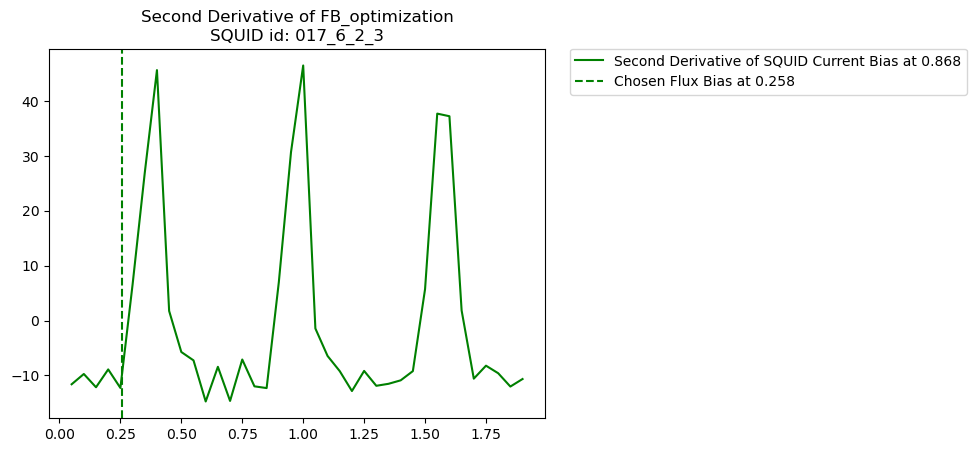 Second Derivative of FB_optimization
SQUID id: 017_6_2_3
Second Derivative of SQUID Current Bias at 0.868
Chosen Flux Bias at 0.258
40
30
20
10
0
−10
0.00 0.25 0.50 0.75 1.00 1.25 1.50 1.75